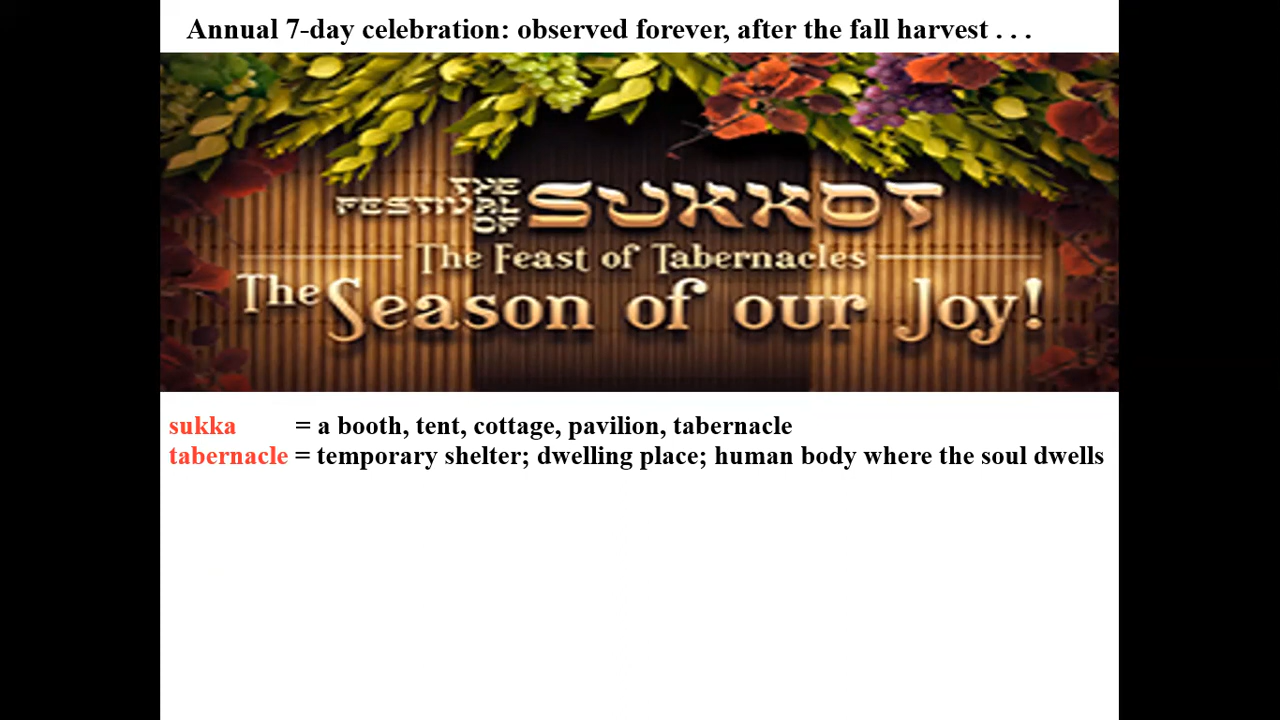 Annual 7-day celebration: observed forever, after the fall harvest . . .
THE FESTIVAL OF SUKKOT
The Feast of Tabernacles
The Season of our Joy!
sukka = a booth, tent, cottage, pavilion, tabernacle
tabernacle = temporary shelter; dwelling place; human body where the soul dwells